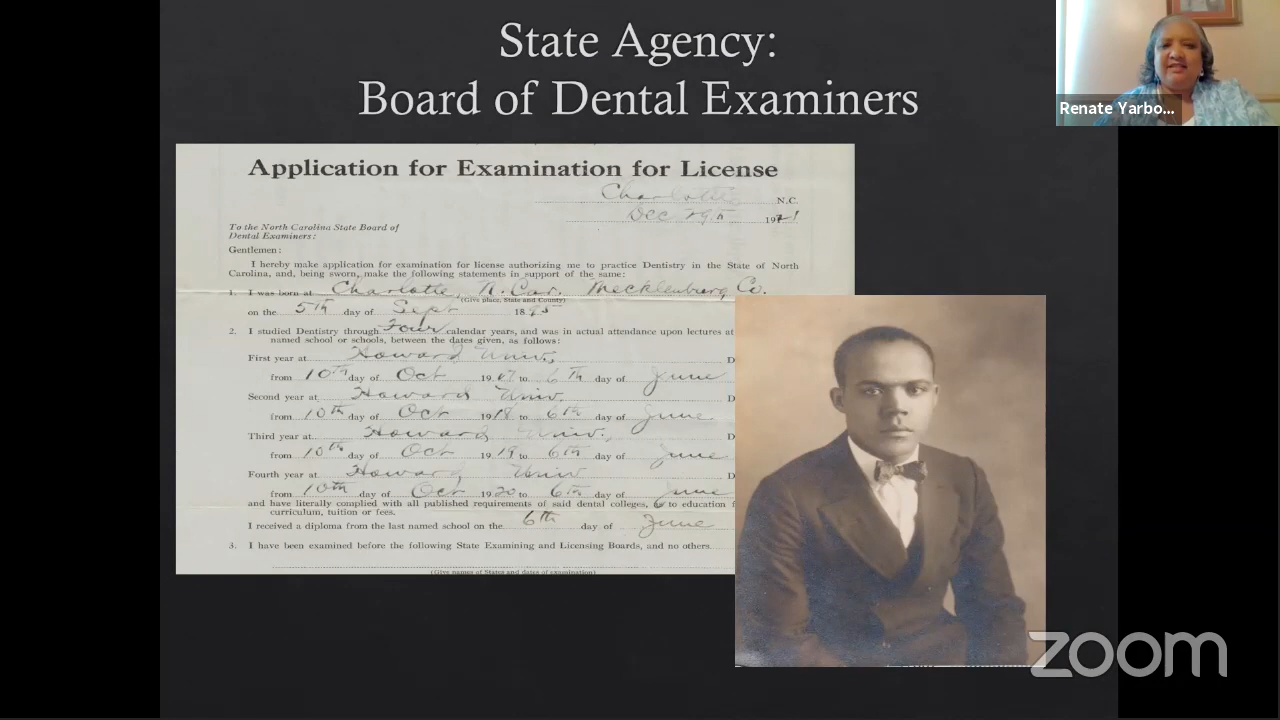 State Agency:
Board of Dental Examiners
Renate Yarbo...
Application for Examination for License
Charlotte N.C.
Dec 29th 1921
To the North Carolina State Board of
Dental Examiners:
Gentlemen:
I hereby make application for examination for license authorizing me to practice Dentistry in the State of North
Carolina, and, being sworn, make the following statements in support of the same:
1. I was born at Charlotte, N. Car. Mecklenburg Co.
(Give place, State and County)
on the 5th day of Sept 1895
2. I studied Dentistry through Four calendar years, and was in actual attendance upon lectures at
named school or schools, between the dates given, as follows:
First year at Howard Univ. D
from 10th day of Oct 1917 to 6th day of June
Second year at Howard Univ. D
from 10th day of Oct 1918 to 6th day of June
Third year at Howard Univ., D
from 10th day of Oct 1919 to 6th day of June
Fourth year at Howard Univ D
from 10th day of Oct 1920 to 6th day of June
and have literally complied with all published requirements of said dental colleges, to education
curriculum, tuition or fees.
I received a diploma from the last named school on the 6th day of June
3. I have been examined before the following State Examining and Licensing Boards, and no others.
(Give names of States and dates of examination)
zoom